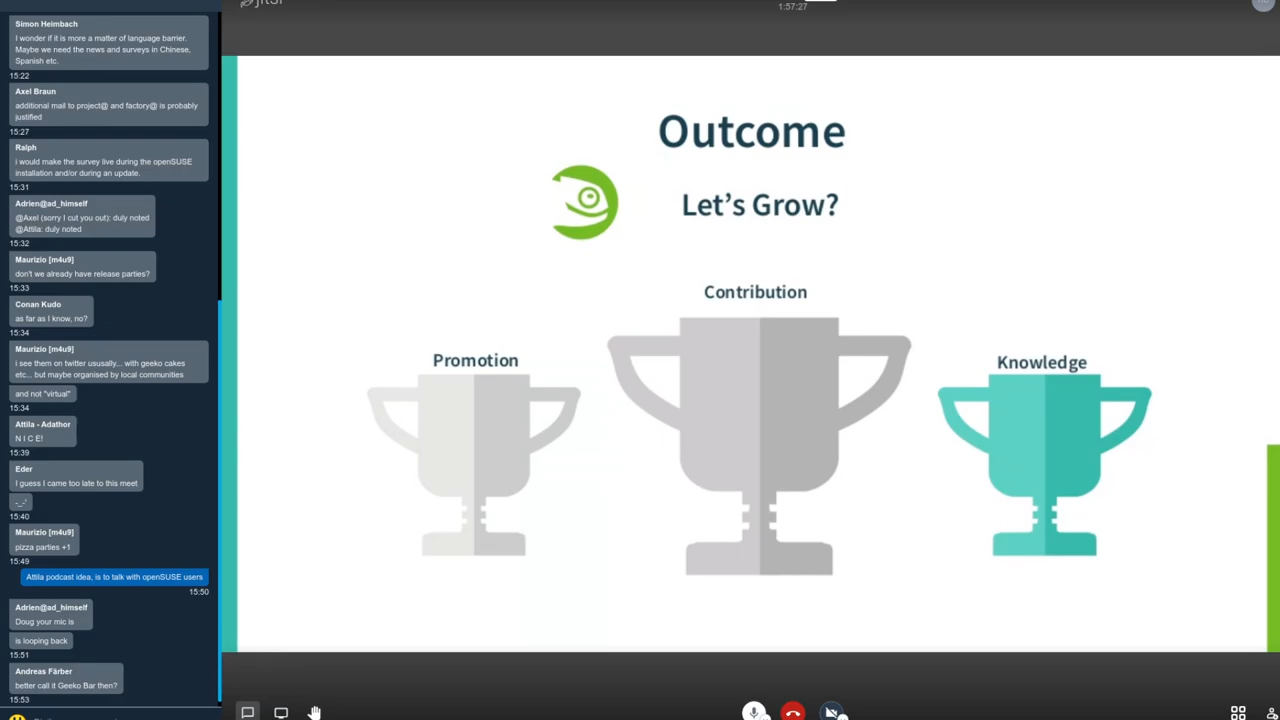 Simon Heimbach
I wonder if it is more a matter of language barrier.
Maybe we need the news and surveys in Chinese,
Spanish etc.
15:22
Axel Braun
additional mail to project@ and factory@ is probably
justified
15:27
Ralph
i would make the survey live during the openSUSE
installation and/or during an update.
15:31
Adrien@ad_himself
@Axel (sorry I cut you out): duly noted
@Attila: duly noted
15:32
Maurizio [m4u9]
don't we already have release parties?
15:33
Conan Kudo
as far as I know, no?
15:34
Maurizio [m4u9]
i see them on twitter ususally... with geeko cakes
etc... but maybe organised by local communities
and not "virtual"
15:34
Attila - Adathor
N I C E!
15:39
Eder
I guess I came too late to this meet
-_-'
15:40
Maurizio [m4u9]
pizza parties +1
15:49
Attila podcast idea, is to talk with openSUSE users
15:50
Adrien@ad_himself
Doug your mic is
is looping back
15:51
Andreas Färber
better call it Geeko Bar then?
15:53
1:57:27
Outcome
Let's Grow?
Contribution
Promotion
Knowledge